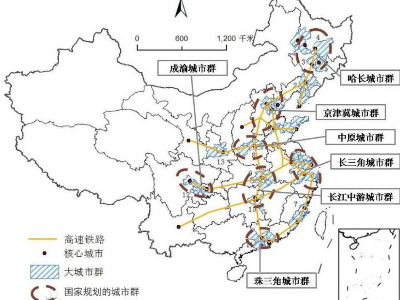 0 600 1,200 千米
成渝城市群
4
3
哈长城市群
京津冀城市群
中原城市群
长三角城市群
13
长江中游城市群
珠三角城市群
高速铁路
核心城市
大城市群
国家规划的城市群